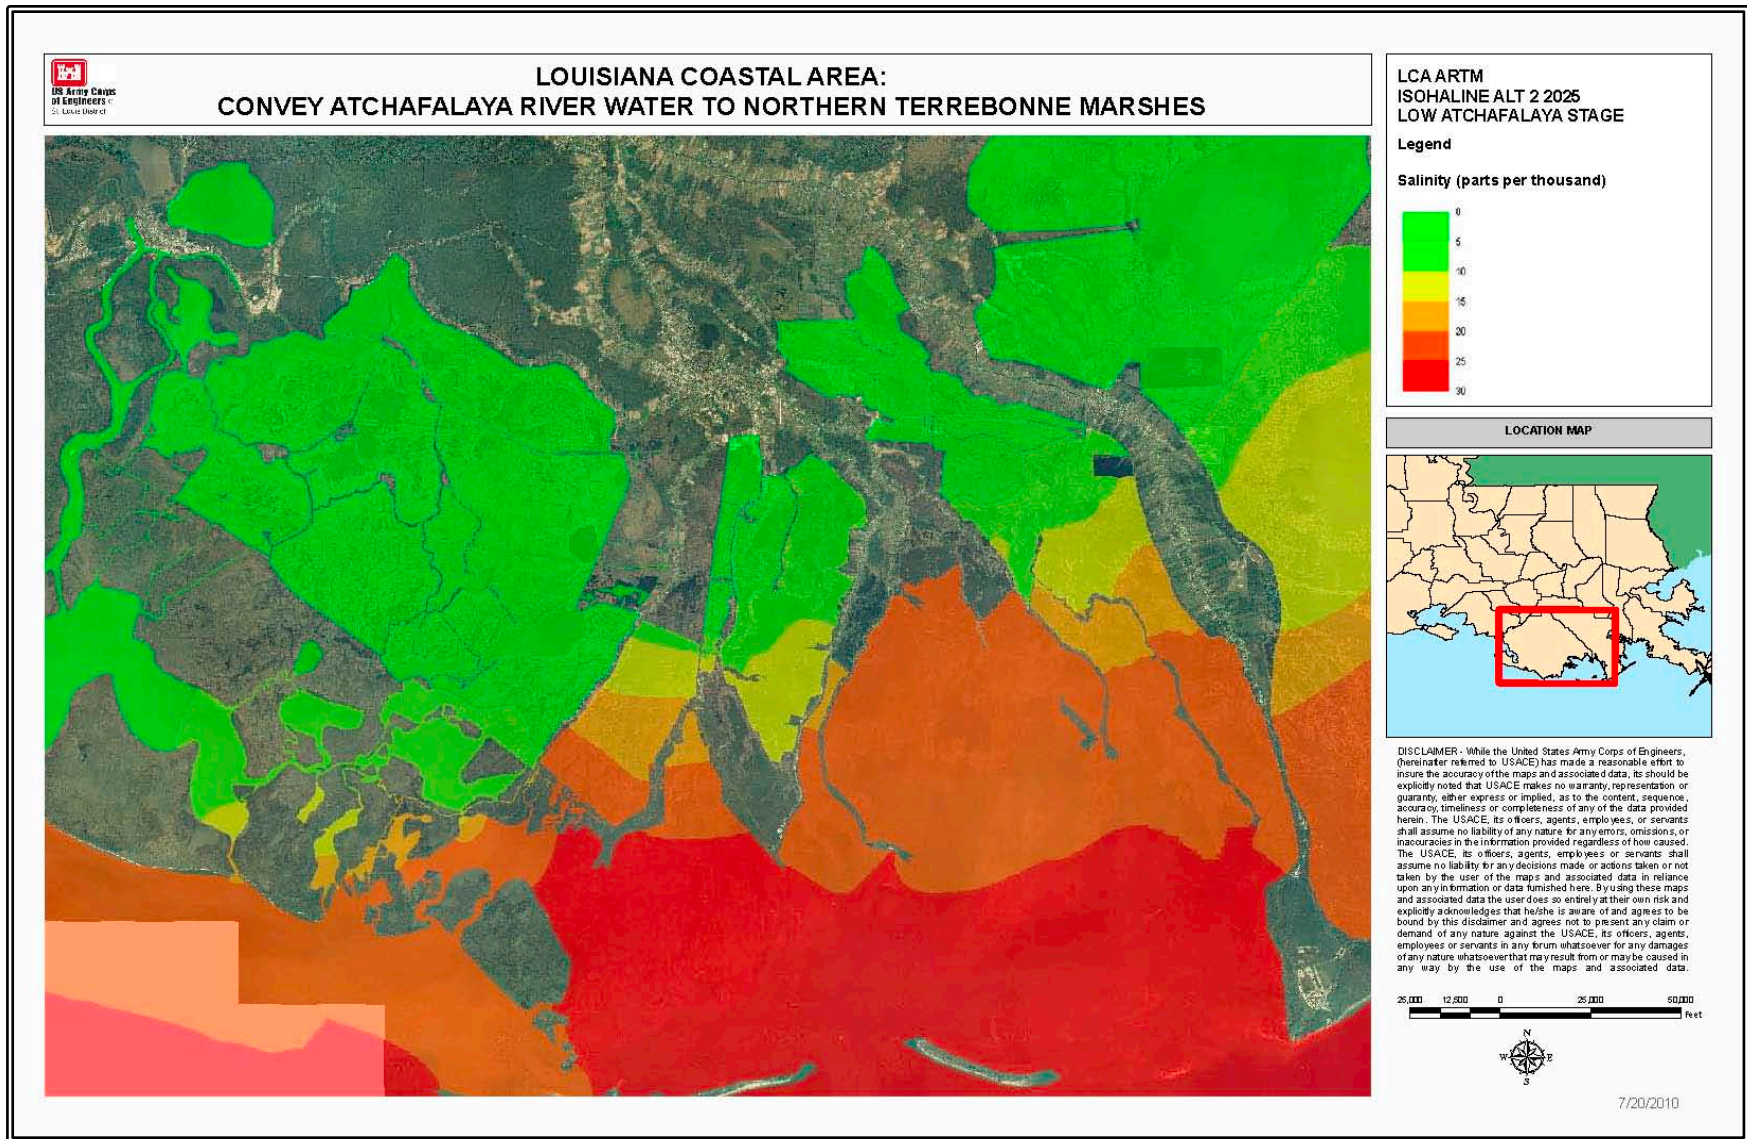 US Army Corps
of Engineers
St. Louis District
LOUISIANA COASTAL AREA:
CONVEY ATCHAFALAYA RIVER WATER TO NORTHERN TERREBONNE MARSHES
LCA ARTM
ISOHALINE ALT 2 2025
LOW ATCHAFALAYA STAGE
Legend
Salinity (parts per thousand)
0
5
10
15
20
25
30
LOCATION MAP
DISCLAIMER - While the United States Army Corps of Engineers,
(hereinafter referred to USACE) has made a reasonable effort to
insure the accuracy of the maps and associated data, its should be
explicitly noted that USACE makes no warranty, representation or
guaranty, either express or implied, as to the content, sequence,
accuracy, timeliness or completeness of any of the data provided
herein. The USACE, its officers, agents, employees, or servants
shall assume no liability of any nature for any errors, omissions, or
inaccuracies in the information provided regardless of how caused.
The USACE, its officers, agents, employees or servants shall
assume no liability for any decisions made or actions taken or not
taken by the user of the maps and associated data in reliance
upon any information or data furnished here. By using these maps
and associated data the user does so entirely at their own risk and
explicitly acknowledges that he/she is aware of and agrees to be
bound by this disclaimer and agrees not to present any claim or
demand of any nature against the USACE, its officers, agents,
employees or servants in any forum whatsoever for any damages
of any nature whatsoever that may result from or may be caused in
any way by the use of the maps and associated data.
25,000 12,500 0 25,000 50,000
Feet
N
W E
S
7/20/2010